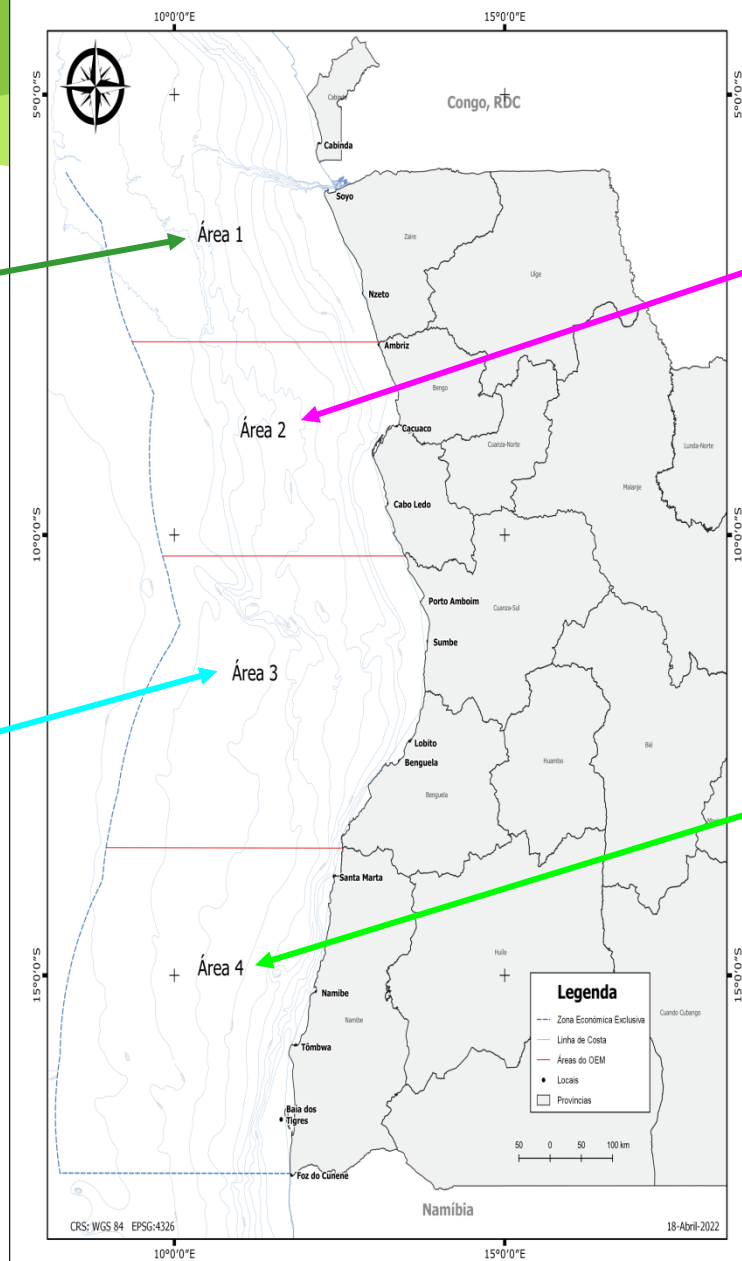 10°0'0"E
15°0'0"E
5°0'0"S
5°0'0"S
Congo, RDC
Cabinda
Cabinda
Soyo
Área 1
Zaire
Uíge
Nzeto
Ambriz
Bengo
Área 2
Cacuaco
Cuanza-Norte
Lunda-Norte
Malanje
Cabo Ledo
10°0'0"S
10°0'0"S
Porto Amboim
Cuanza-Sul
Sumbe
Área 3
Lobito
Bié
Benguela
Huambo
Benguela
Santa Marta
Área 4
Huíla
15°0'0"S
15°0'0"S
Namibe
Namibe
Cuando Cubango
Tômbwa
Baía dos
Tigres
Foz do Cunene
Legenda
Zona Económica Exclusiva
Linha de Costa
Áreas do OEM
Locais
Províncias
50 0 50 100 km
Namíbia
CRS: WGS 84 EPSG:4326
18-Abril-2022
10°0'0"E
15°0'0"E